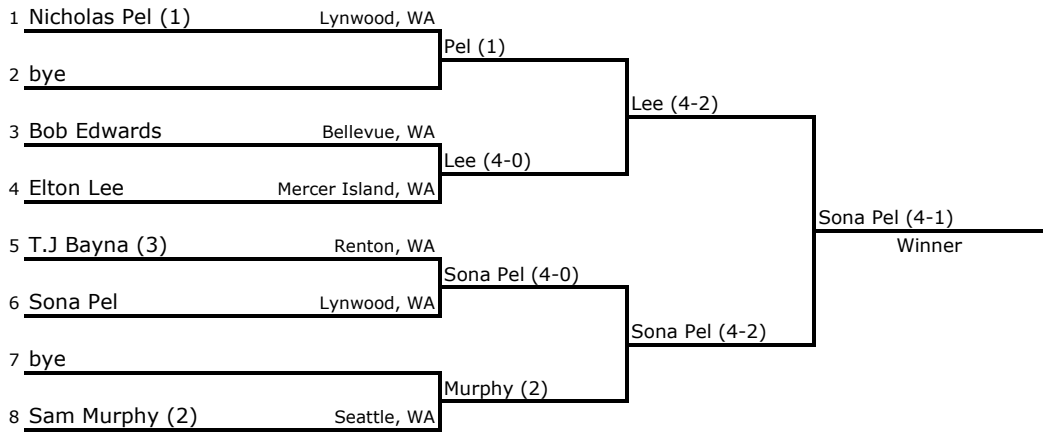 1 Nicholas Pel (1) Lynwood, WA
Pel (1)
2 bye
Lee (4-2)
3 Bob Edwards Bellevue, WA
Lee (4-0)
4 Elton Lee Mercer Island, WA
Sona Pel (4-1)
Winner
5 T.J Bayna (3) Renton, WA
Sona Pel (4-0)
6 Sona Pel Lynwood, WA
Sona Pel (4-2)
7 bye
Murphy (2)
8 Sam Murphy (2) Seattle, WA